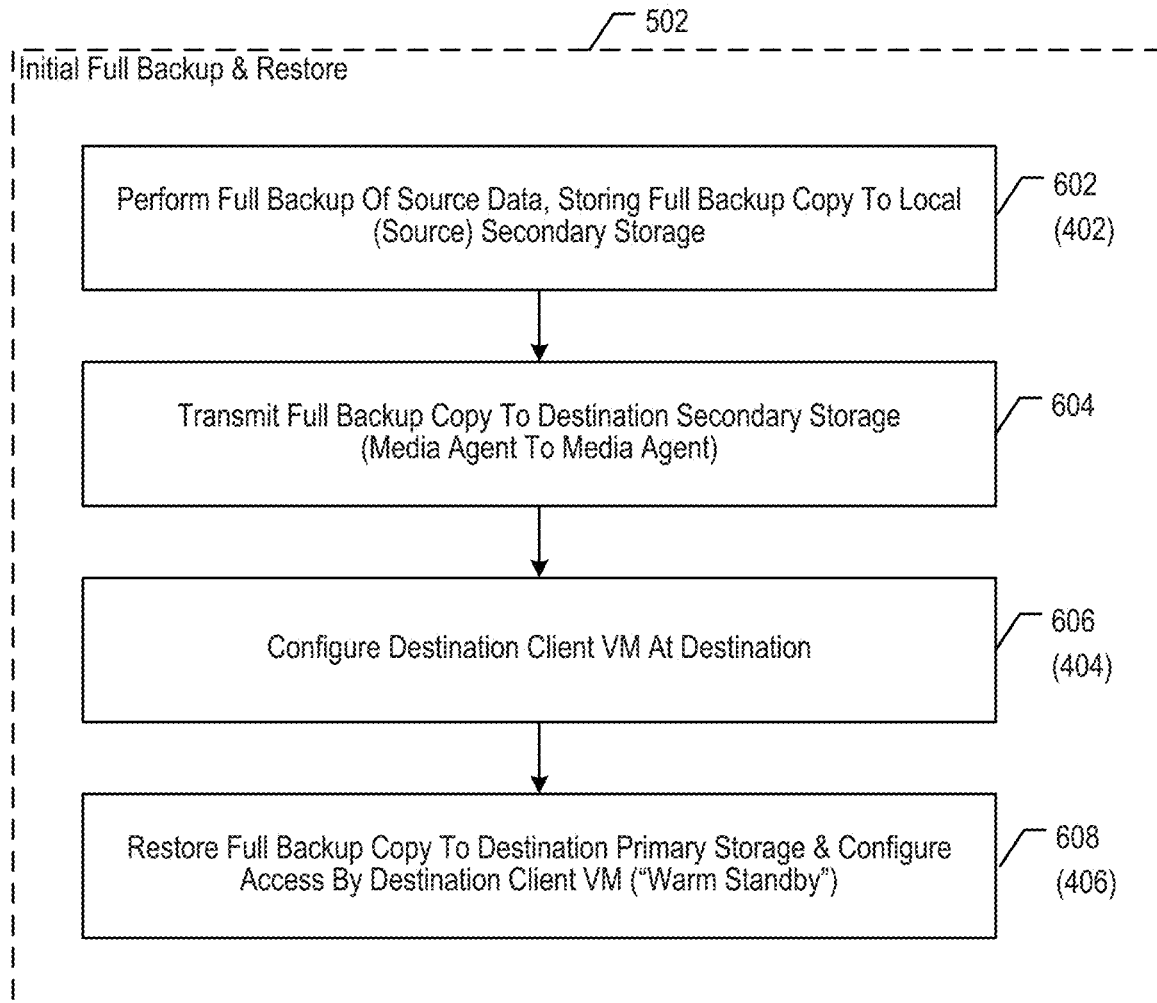 502
Initial Full Backup & Restore
Perform Full Backup Of Source Data, Storing Full Backup Copy To Local
(Source) Secondary Storage
602
(402)
Transmit Full Backup Copy To Destination Secondary Storage
(Media Agent To Media Agent)
604
Configure Destination Client VM At Destination
606
(404)
Restore Full Backup Copy To Destination Primary Storage & Configure
Access By Destination Client VM (“Warm Standby”)
608
(406)